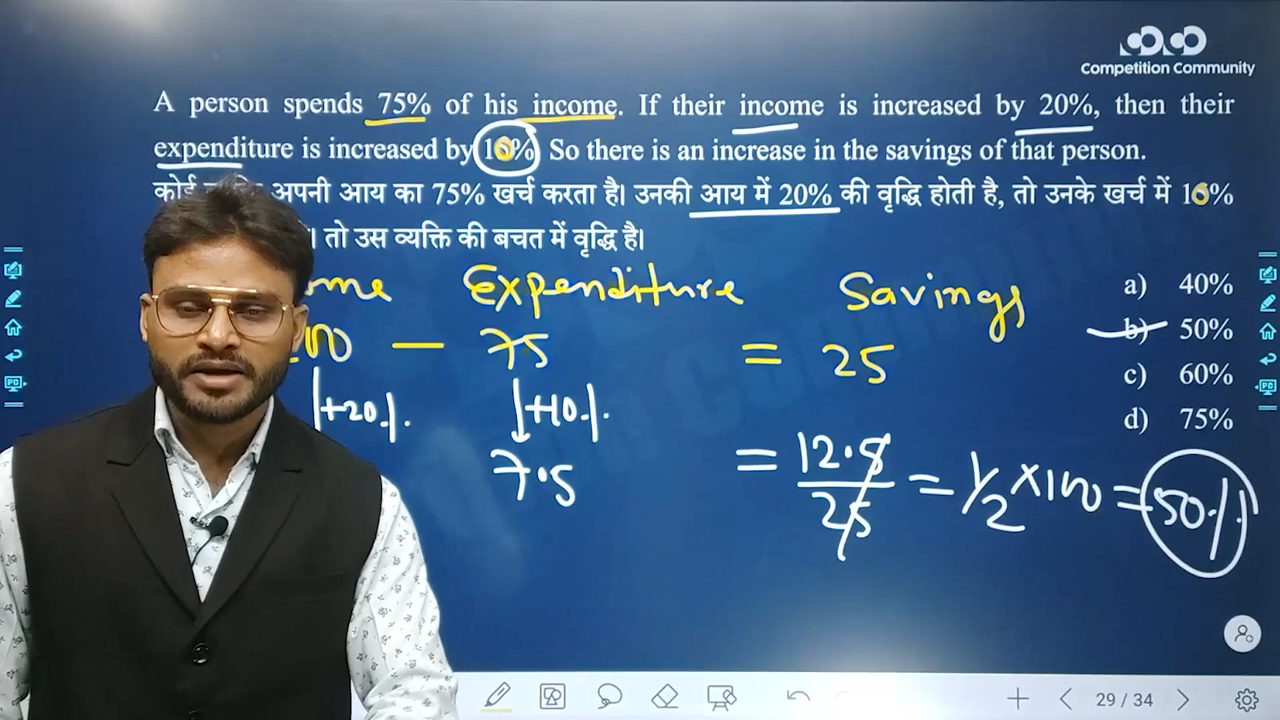 Competition Community
A person spends 75% of his income. If their income is increased by 20%, then their
expenditure is increased by 10% So there is an increase in the savings of that person.
कोई अपनी आय का 75% खर्च करता है। उनकी आय में 20% की वृद्धि होती है, तो उनके खर्च में 10%
। तो उस व्यक्ति की बचत में वृद्धि है।
ome Expenditure Savings
100 — 75 = 25
+20% +10%
7.5 = 12.5/25 = 1/2 × 100 = 50%
a) 40%
b) 50%
c) 60%
d) 75%
29 / 34